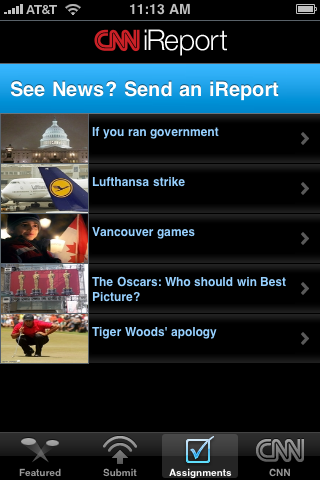 AT&T 11:13 AM
CNN iReport
See News? Send an iReport
If you ran government
Lufthansa strike
Vancouver games
The Oscars: Who should win Best
Picture?
Tiger Woods' apology
Featured Submit Assignments CNN CNN